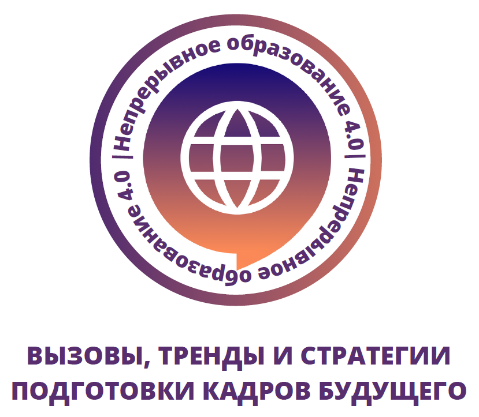 Непрерывное образование 4.0 |
Непрерывное образование 4.0 |
ВЫЗОВЫ, ТРЕНДЫ И СТРАТЕГИИ
ПОДГОТОВКИ КАДРОВ БУДУЩЕГО